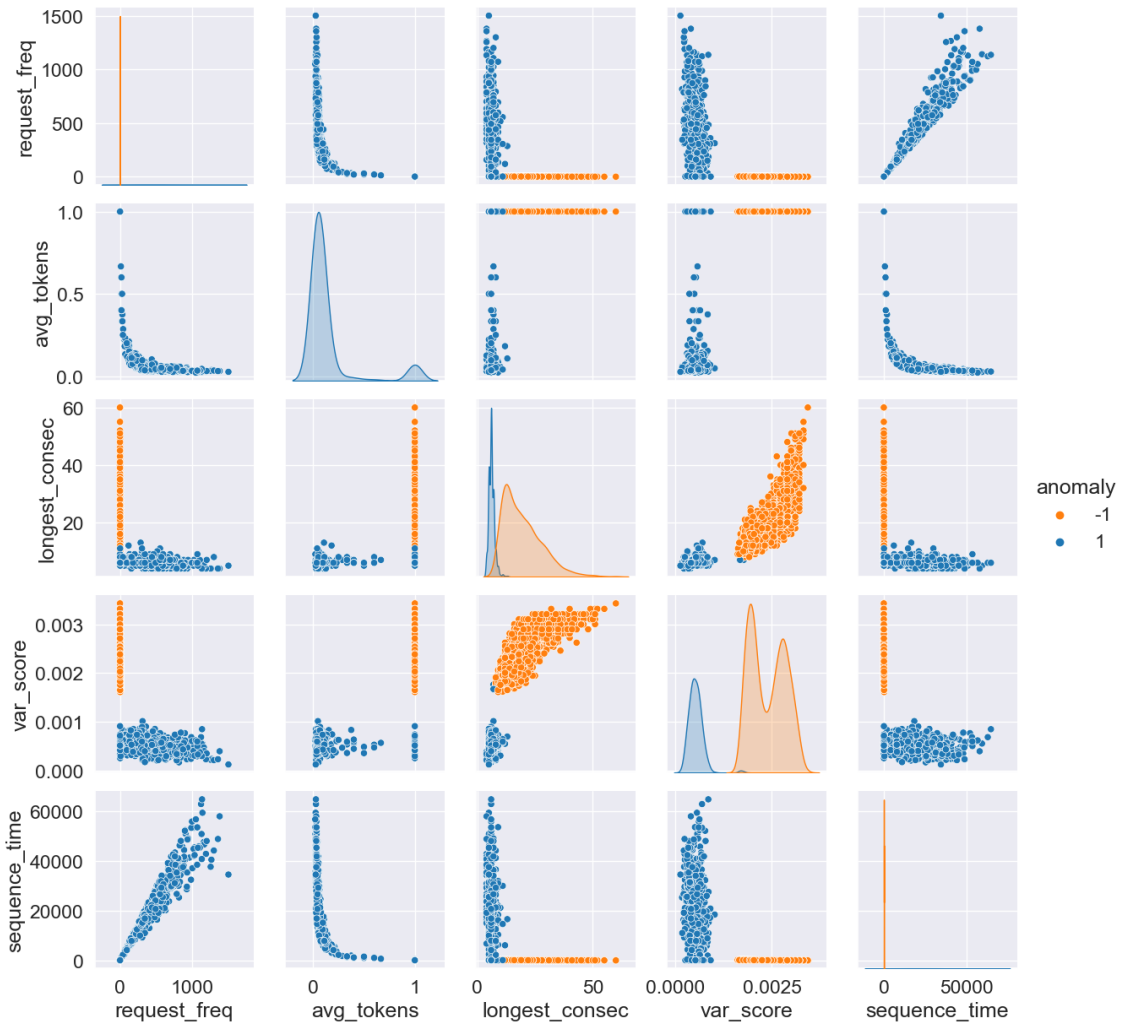 request_freq
1500
1000
500
0
avg_tokens
1.0
0.5
0.0
longest_consec
60
40
20
anomaly
-1
1
var_score
0.003
0.002
0.001
0.000
sequence_time
60000
40000
20000
0
0 1000 0 1 0 50 0.0000 0.0025 0 50000
request_freq avg_tokens longest_consec var_score sequence_time